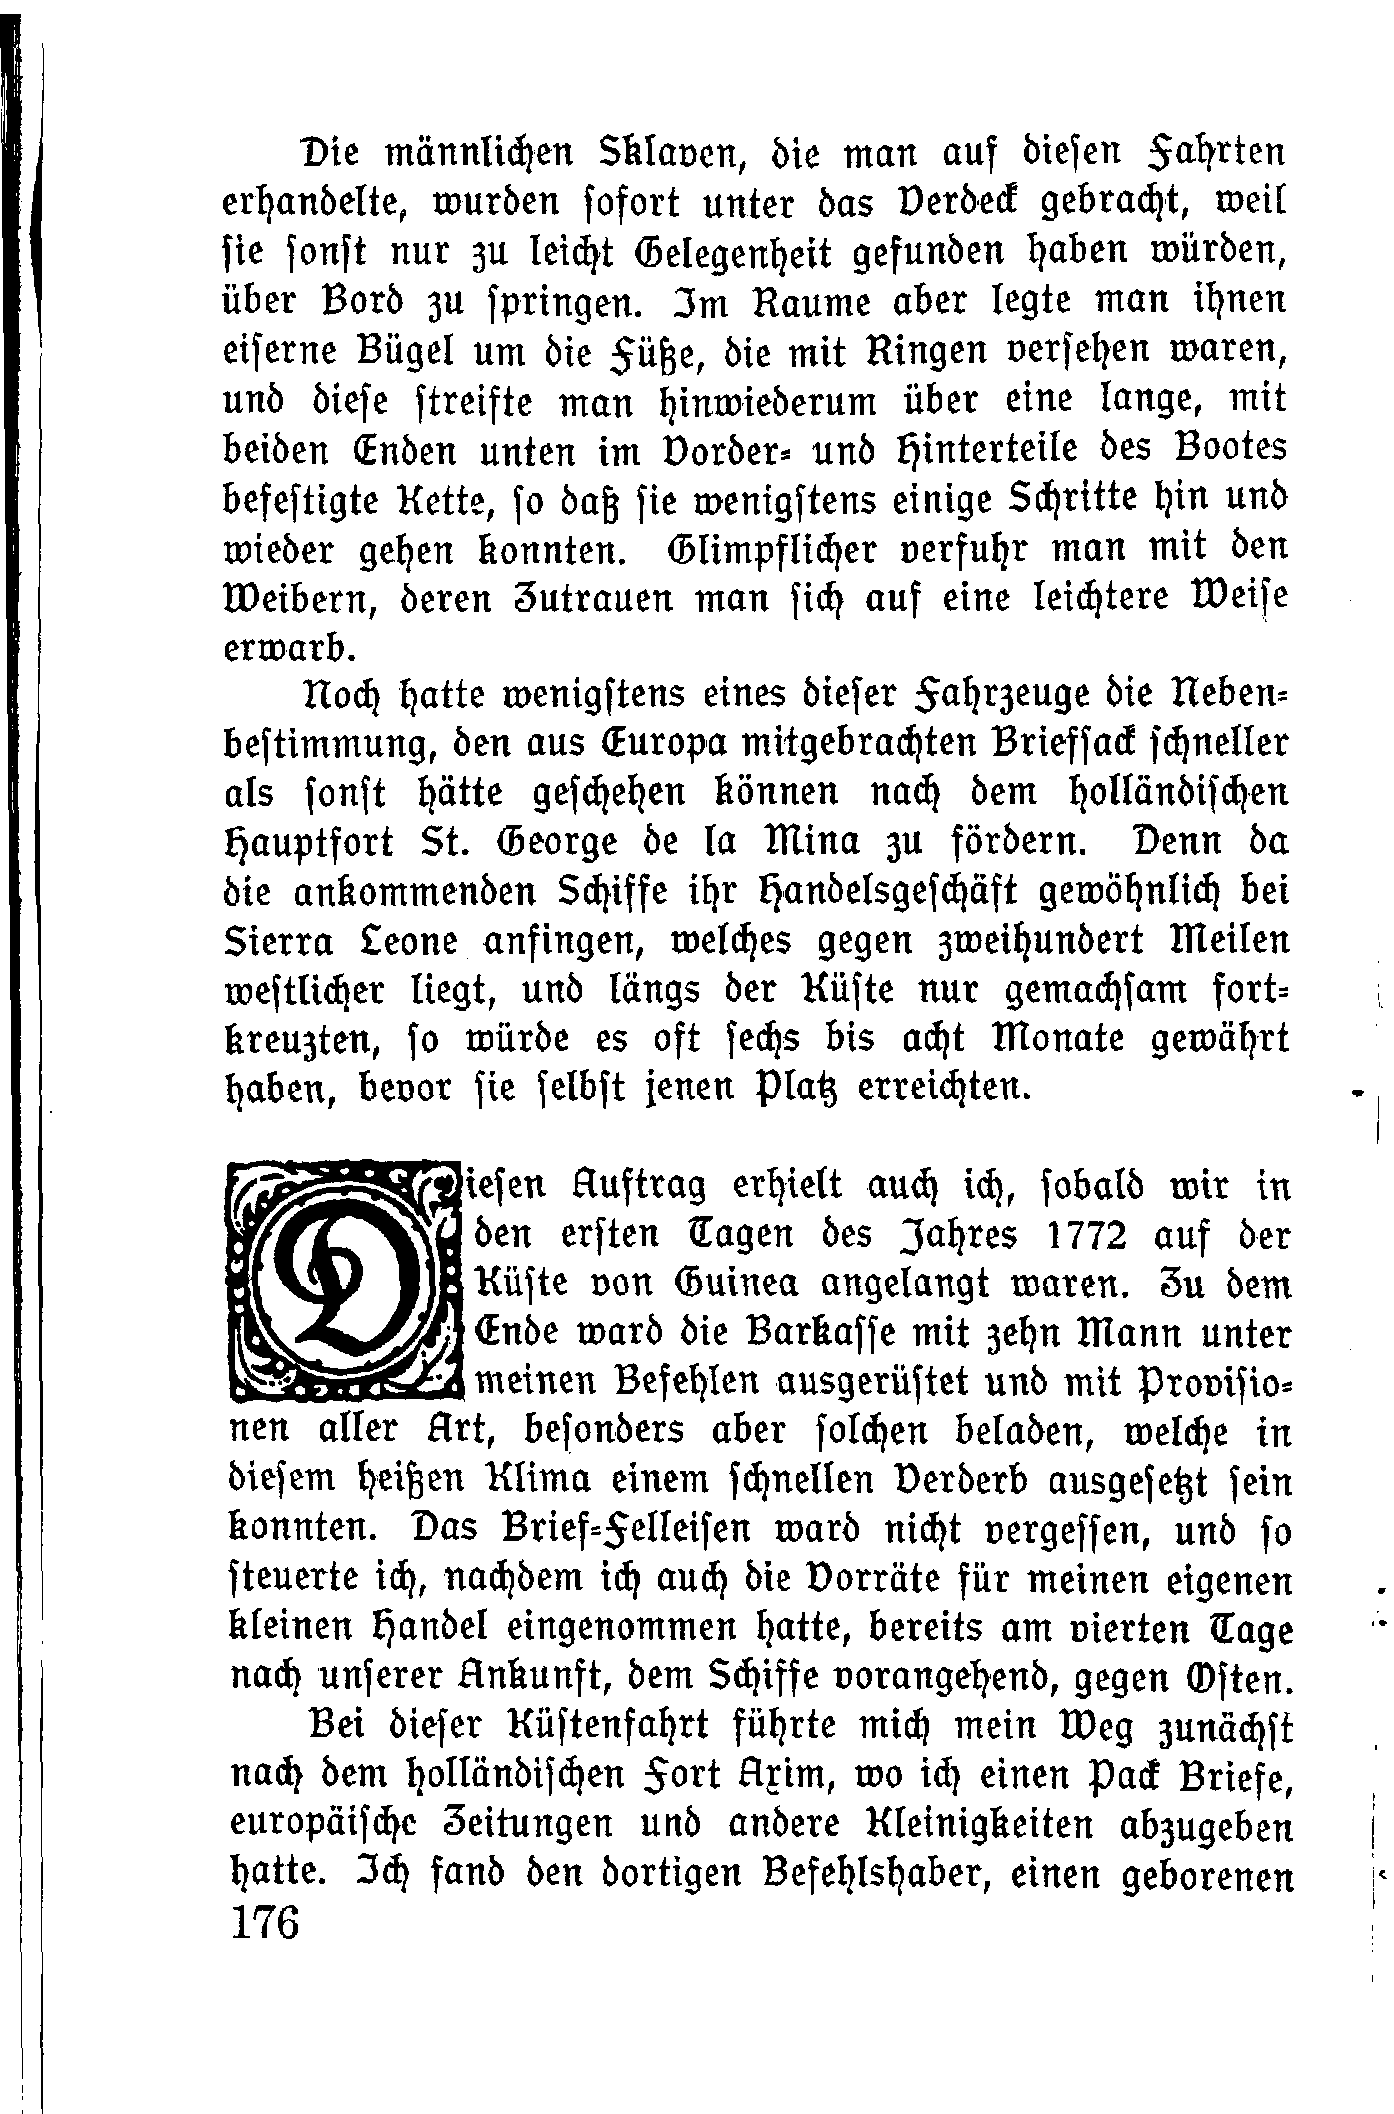 Die männlichen Sklaven, die man auf diesen Fahrten
erhandelte, wurden sofort unter das Verdeck gebracht, weil
sie sonst nur zu leicht Gelegenheit gefunden haben würden,
über Bord zu springen. Im Raume aber legte man ihnen
eiserne Bügel um die Füße, die mit Ringen versehen waren,
und diese streifte man hinwiederum über eine lange, mit
beiden Enden unten im Vorder- und Hinterteile des Bootes
befestigte Kette, so daß sie wenigstens einige Schritte hin und
wieder gehen konnten. Glimpflicher verfuhr man mit den
Weibern, deren Zutrauen man sich auf eine leichtere Weise
erwarb.
Noch hatte wenigstens eines dieser Fahrzeuge die Neben-
bestimmung, den aus Europa mitgebrachten Briefsack schneller
als sonst hätte geschehen können nach dem holländischen
Hauptfort St. George de la Mina zu fördern. Denn da
die ankommenden Schiffe ihr Handelsgeschäft gewöhnlich bei
Sierra Leone anfingen, welches gegen zweihundert Meilen
westlicher liegt, und längs der Küste nur gemachsam fort-
kreuzten, so würde es oft sechs bis acht Monate gewährt
haben, bevor sie selbst jenen Platz erreichten.
Diesen Auftrag erhielt auch ich, sobald wir in
den ersten Tagen des Jahres 1772 auf der
Küste von Guinea angelangt waren. Zu dem
Ende ward die Barkasse mit zehn Mann unter
meinen Befehlen ausgerüstet und mit Provisio-
nen aller Art, besonders aber solchen beladen, welche in
diesem heißen Klima einem schnellen Verderb ausgesetzt sein
konnten. Das Brief-Felleisen ward nicht vergessen, und so
steuerte ich, nachdem ich auch die Vorräte für meinen eigenen
kleinen Handel eingenommen hatte, bereits am vierten Tage
nach unserer Ankunft, dem Schiffe vorangehend, gegen Osten.
Bei dieser Küstenfahrt führte mich mein Weg zunächst
nach dem holländischen Fort Axim, wo ich einen Pack Briefe,
europäische Zeitungen und andere Kleinigkeiten abzugeben
hatte. Ich fand den dortigen Befehlshaber, einen geborenen
176